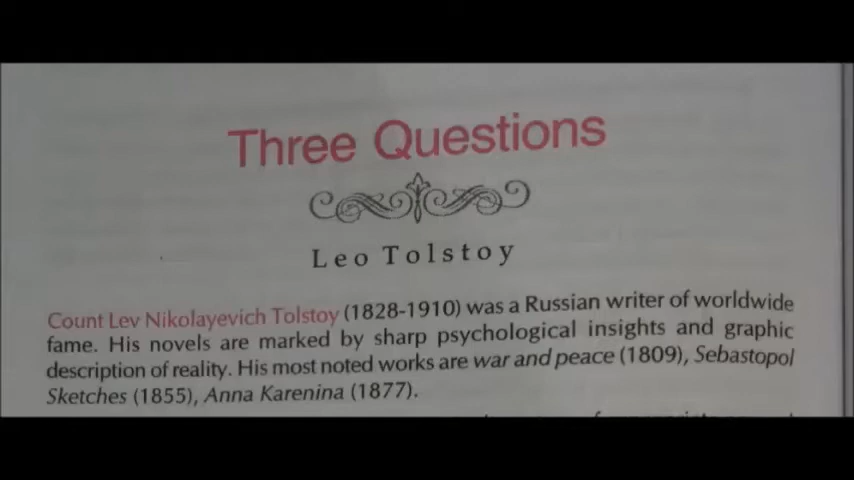 Three Questions
Leo Tolstoy
Count Lev Nikolayevich Tolstoy (1828-1910) was a Russian writer of worldwide
fame. His novels are marked by sharp psychological insights and graphic
description of reality. His most noted works are war and peace (1809), Sebastopol
Sketches (1855), Anna Karenina (1877).